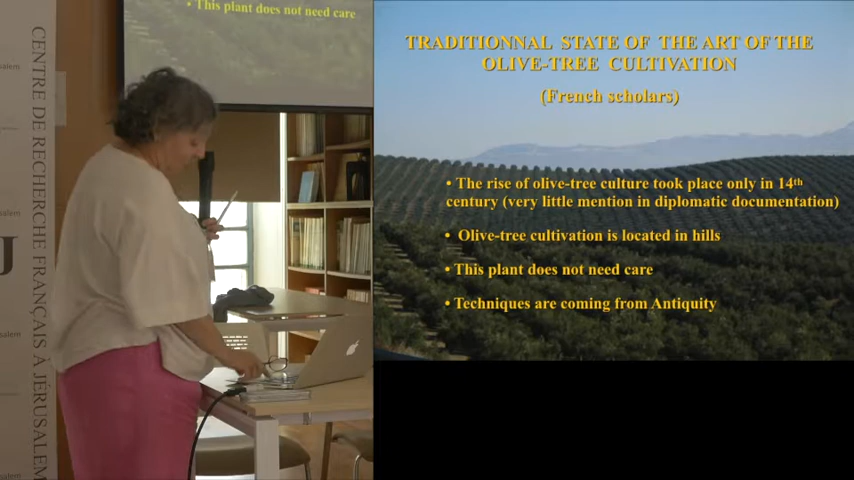 • This plant does not need care
CENTRE DE RECHERCHE FRANÇAIS À JÉRUSALEM
TRADITIONNAL STATE OF THE ART OF THE
OLIVE-TREE CULTIVATION
(French scholars)
• The rise of olive-tree culture took place only in 14th
century (very little mention in diplomatic documentation)
• Olive-tree cultivation is located in hills
• This plant does not need care
• Techniques are coming from Antiquity